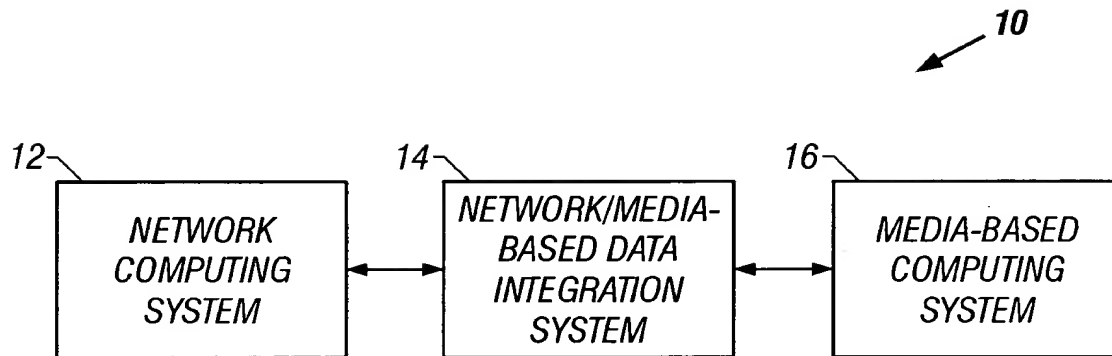 10
12
NETWORK
COMPUTING
SYSTEM
14
NETWORK/MEDIA-
BASED DATA
INTEGRATION
SYSTEM
16
MEDIA-BASED
COMPUTING
SYSTEM